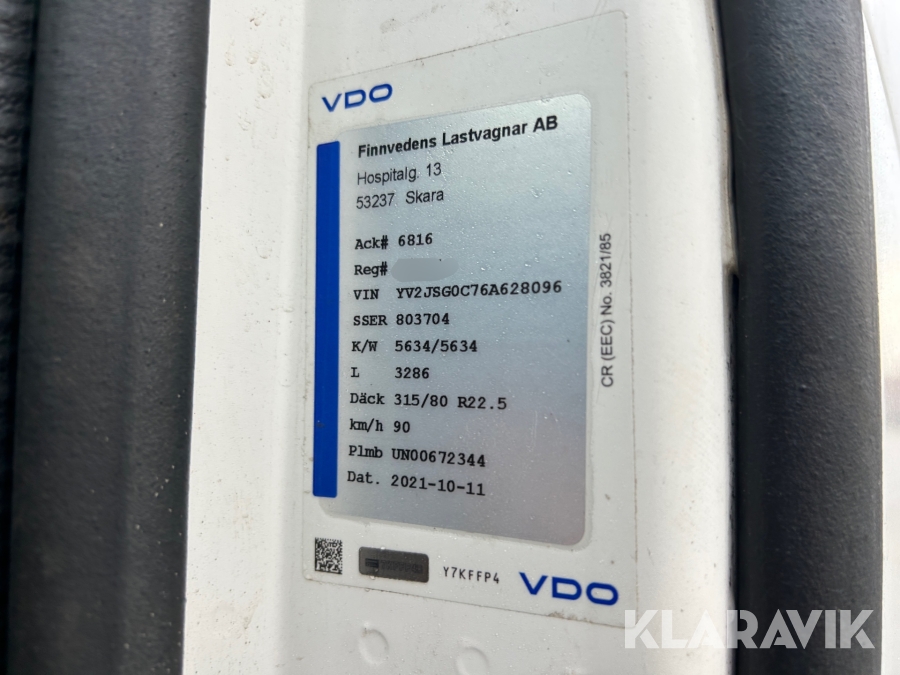 VDO
Finnvedens Lastvagnar AB
Hospitalg. 13
53237 Skara
Ack# 6816
Reg#
VIN YV2JSG0C76A628096
SSER 803704
K/W 5634/5634
L 3286
Däck 315/80 R22.5
km/h 90
Plmb UN00672344
Dat. 2021-10-11
CR (EEC) No. 3821/85
Y7KFFP4
VDO
KLARAVIK